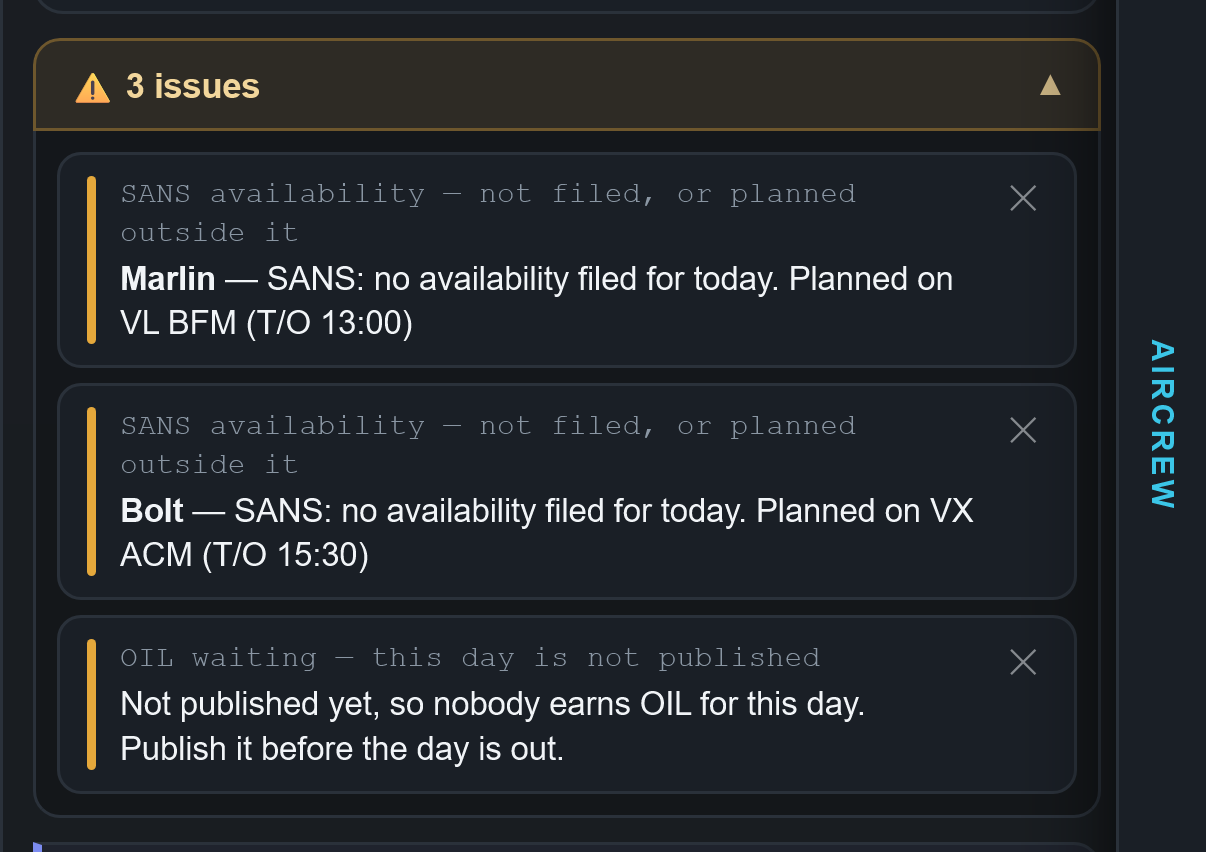 ⚠️ 3 issues ▲
SANS availability — not filed, or planned
outside it
Marlin — SANS: no availability filed for today. Planned on
VL BFM (T/O 13:00)
SANS availability — not filed, or planned
outside it
Bolt — SANS: no availability filed for today. Planned on VX
ACM (T/O 15:30)
OIL waiting — this day is not published
Not published yet, so nobody earns OIL for this day.
Publish it before the day is out.
AIRCREW